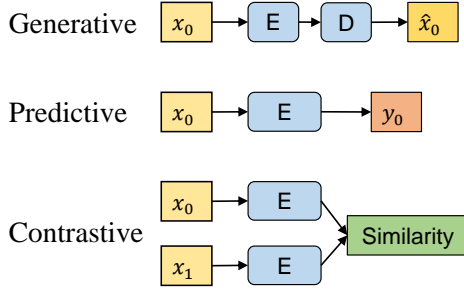 Generative x₀ E D x̂₀
Predictive x₀ E y₀
x₀ E
Contrastive Similarity
x₁ E